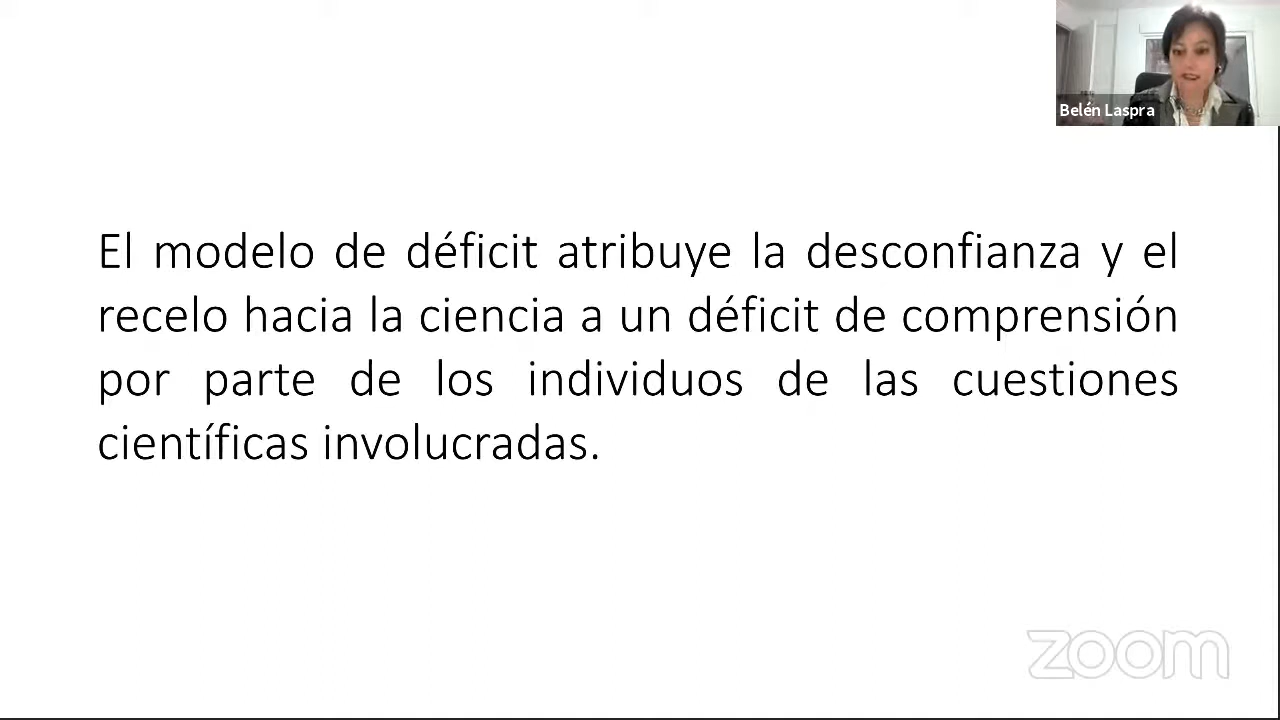 Belén Laspra
El modelo de déficit atribuye la desconfianza y el
recelo hacia la ciencia a un déficit de comprensión
por parte de los individuos de las cuestiones
científicas involucradas.
zoom